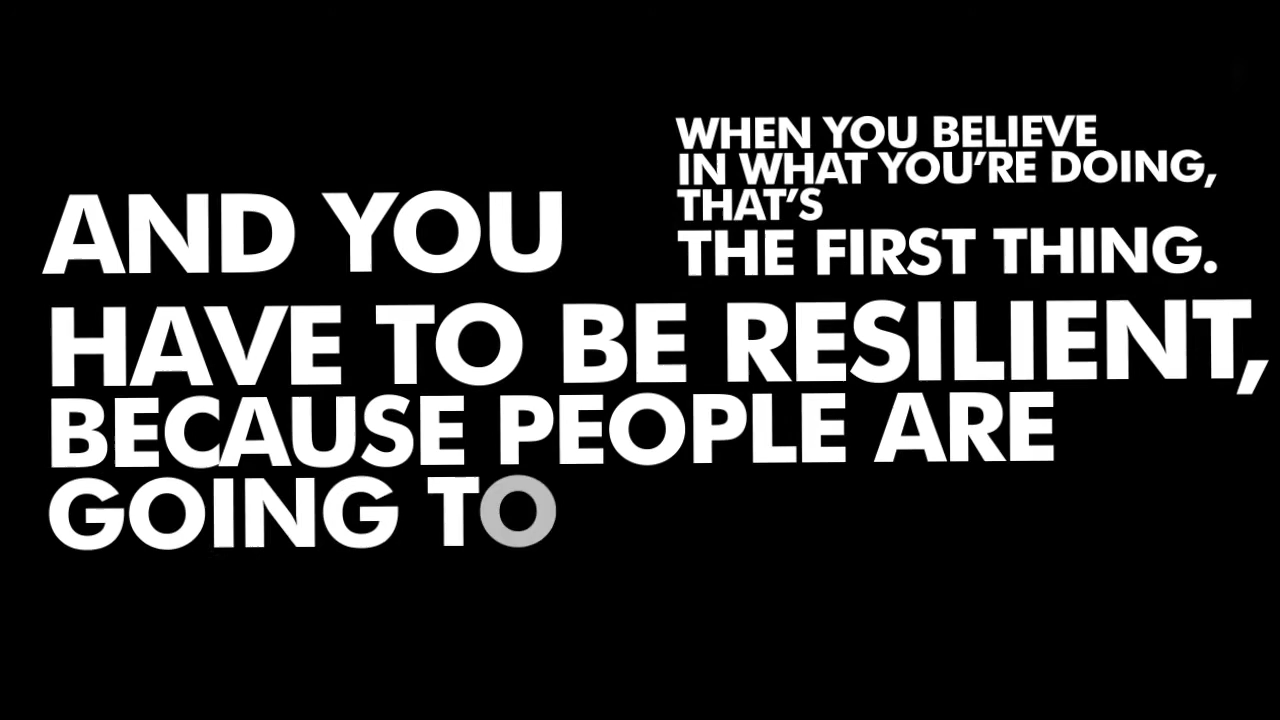 WHEN YOU BELIEVE
IN WHAT YOU'RE DOING,
THAT'S
THE FIRST THING.
AND YOU
HAVE TO BE RESILIENT,
BECAUSE PEOPLE ARE
GOING TO